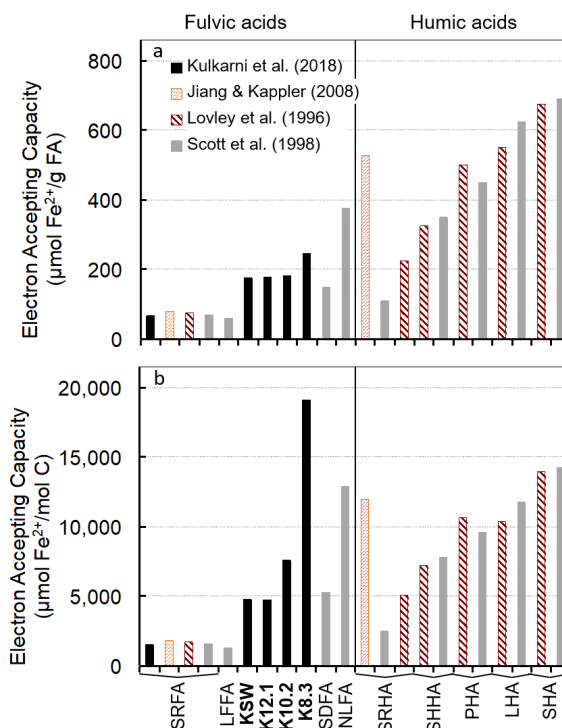 Fulvic acids
Humic acids
a
Kulkarni et al. (2018)
Jiang & Kappler (2008)
Lovley et al. (1996)
Scott et al. (1998)
Electron Accepting Capacity
(µmol Fe²⁺/g FA)
800
600
400
200
0
b
Electron Accepting Capacity
(µmol Fe²⁺/mol C)
20,000
15,000
10,000
5,000
0
SRFA
LFFA
KSW
K12.1
K10.2
K8.3
SDFA
NLFA
SRHA
SHHA
PHA
LHA
SHA